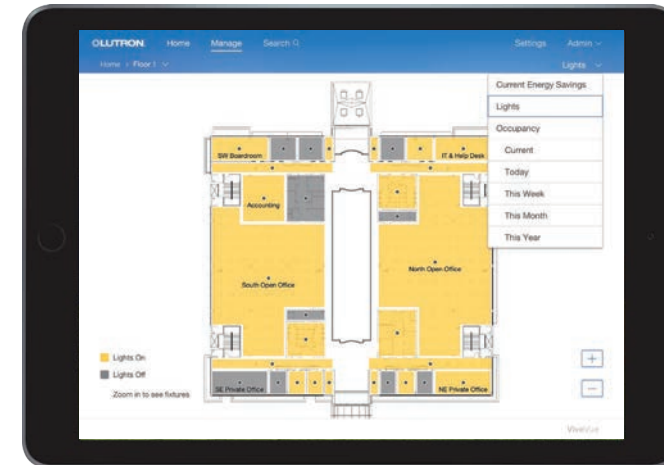 LUTRON
Home
Manage
Search
Settings
Admin
Home > Floor 1
Lights
Current Energy Savings
Lights
Occupancy
Current
Today
This Week
This Month
This Year
SW Boardroom
IT & Help Desk
Accounting
South Open Office
North Open Office
SE Private Office
NE Private Office
Lights On
Lights Off
Zoom in to see fixtures
+
−
Vive Vue